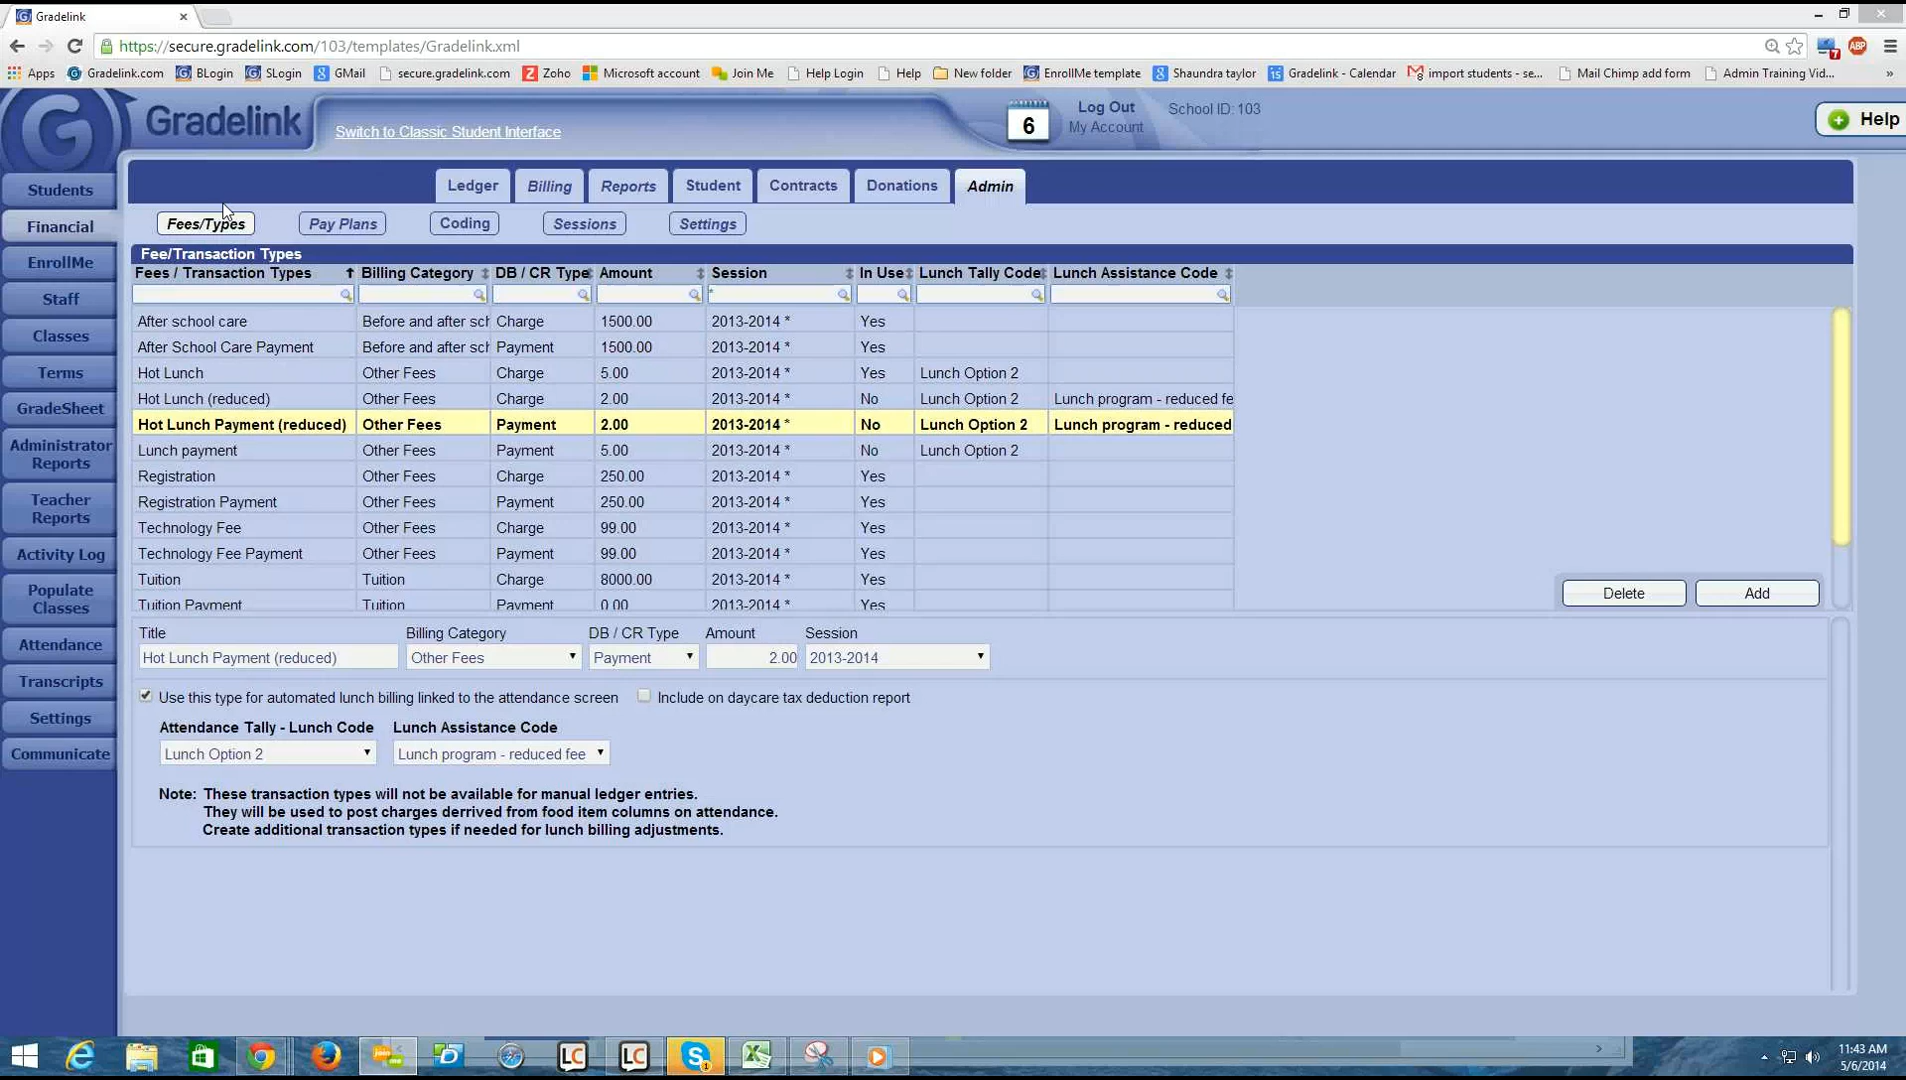 Gradelink
https://secure.gradelink.com/103/templates/Gradelink.xml
ABP
7
Apps Gradelink.com BLogin SLogin GMail secure.gradelink.com Zoho Microsoft account Join Me Help Login Help New folder EnrollMe template Shaundra taylor Gradelink - Calendar import students - se... Mail Chimp add form Admin Training Vid... »
Gradelink
Switch to Classic Student Interface
6
Log Out
My Account
School ID: 103
Help
Students
Financial
EnrollMe
Staff
Classes
Terms
GradeSheet
Administrator
Reports
Teacher
Reports
Activity Log
Populate
Classes
Attendance
Transcripts
Settings
Communicate
Ledger Billing Reports Student Contracts Donations Admin
Fees/Types Pay Plans Coding Sessions Settings
Fee/Transaction Types
Fees / Transaction Types Billing Category DB / CR Type Amount Session In Use Lunch Tally Code Lunch Assistance Code
*
After school care Before and after sch Charge 1500.00 2013-2014 * Yes
After School Care Payment Before and after sch Payment 1500.00 2013-2014 * Yes
Hot Lunch Other Fees Charge 5.00 2013-2014 * Yes Lunch Option 2
Hot Lunch (reduced) Other Fees Charge 2.00 2013-2014 * No Lunch Option 2 Lunch program - reduced fe
Hot Lunch Payment (reduced) Other Fees Payment 2.00 2013-2014 * No Lunch Option 2 Lunch program - reduced
Lunch payment Other Fees Payment 5.00 2013-2014 * No Lunch Option 2
Registration Other Fees Charge 250.00 2013-2014 * Yes
Registration Payment Other Fees Payment 250.00 2013-2014 * Yes
Technology Fee Other Fees Charge 99.00 2013-2014 * Yes
Technology Fee Payment Other Fees Payment 99.00 2013-2014 * Yes
Tuition Tuition Charge 8000.00 2013-2014 * Yes
Tuition Payment Tuition Payment 0.00 2013-2014 * Yes
Delete Add
Title Billing Category DB / CR Type Amount Session
Hot Lunch Payment (reduced) Other Fees Payment 2.00 2013-2014
Use this type for automated lunch billing linked to the attendance screen Include on daycare tax deduction report
Attendance Tally - Lunch Code Lunch Assistance Code
Lunch Option 2 Lunch program - reduced fee
Note: These transaction types will not be available for manual ledger entries.
They will be used to post charges derrived from food item columns on attendance.
Create additional transaction types if needed for lunch billing adjustments.
join me
LC
LC
1
11:43 AM
5/6/2014